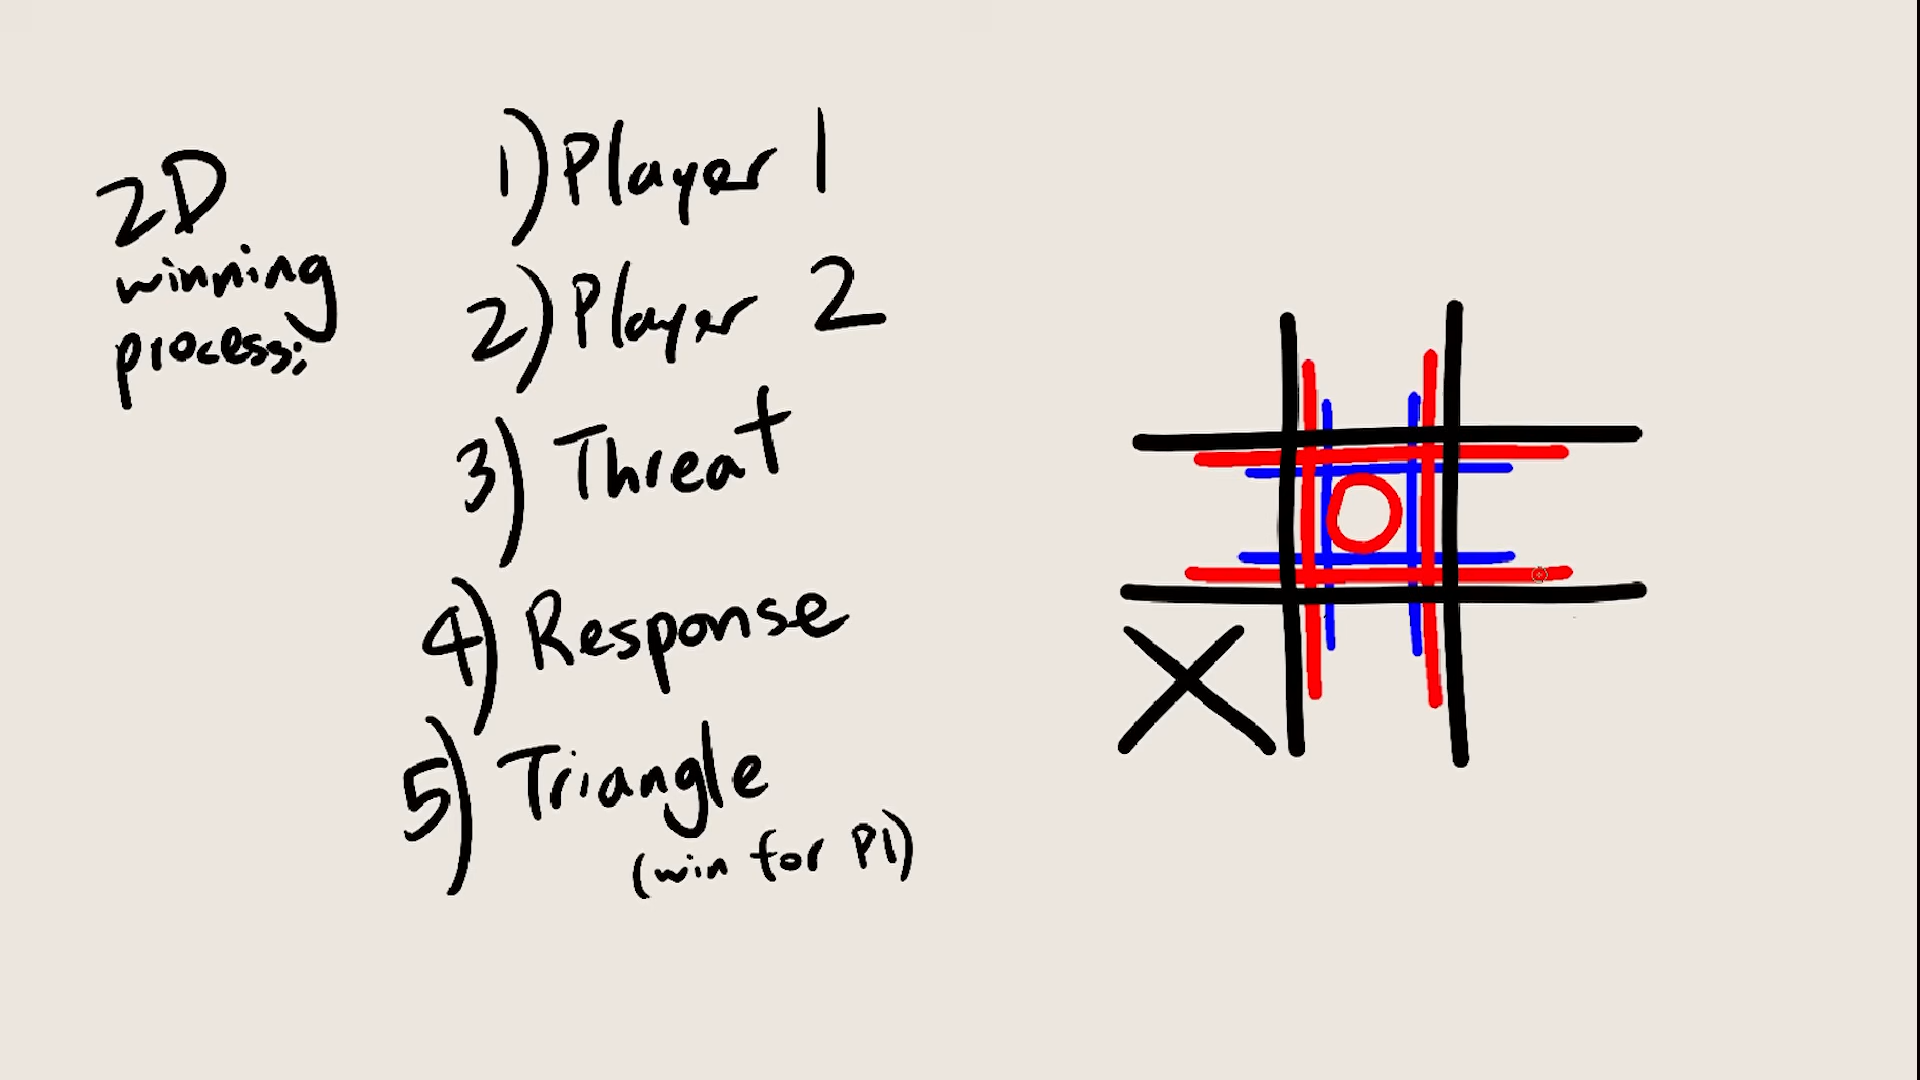 2D
winning
process:
1) Player 1
2) Player 2
3) Threat
4) Response
5) Triangle
(win for P1)
X
O